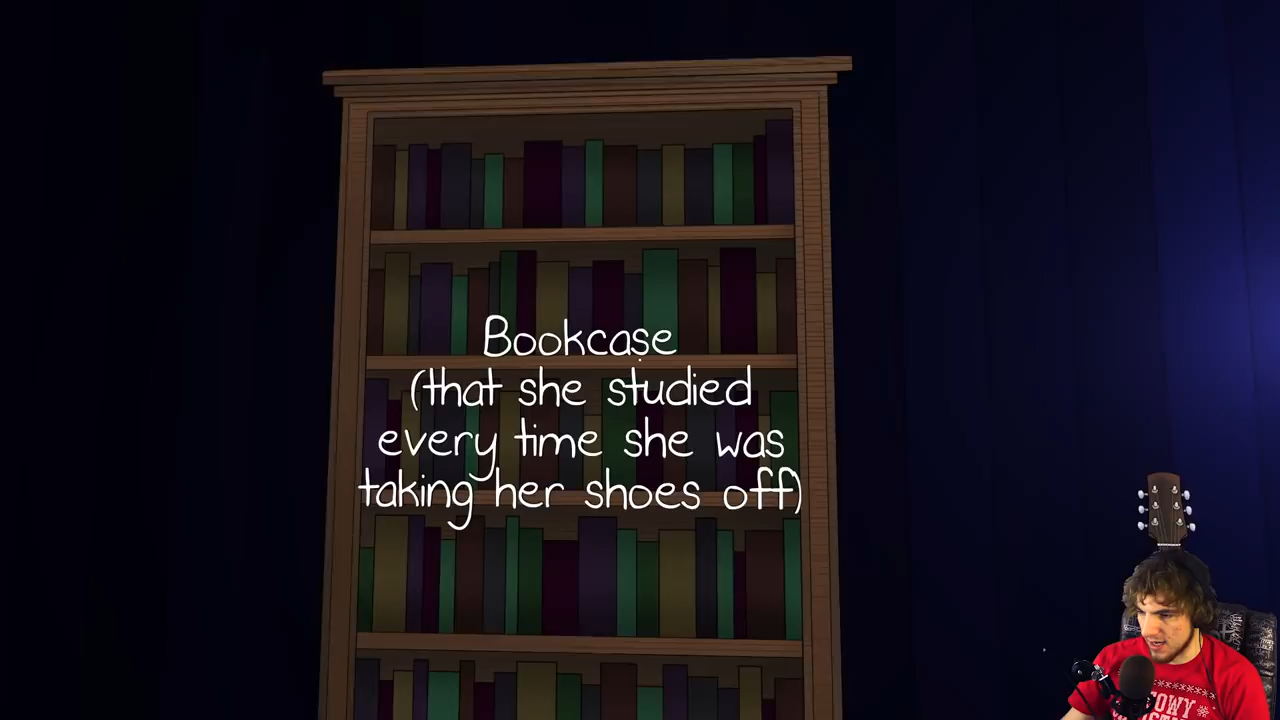 Bookcase
(that she studied
every time she was
taking her shoes off)